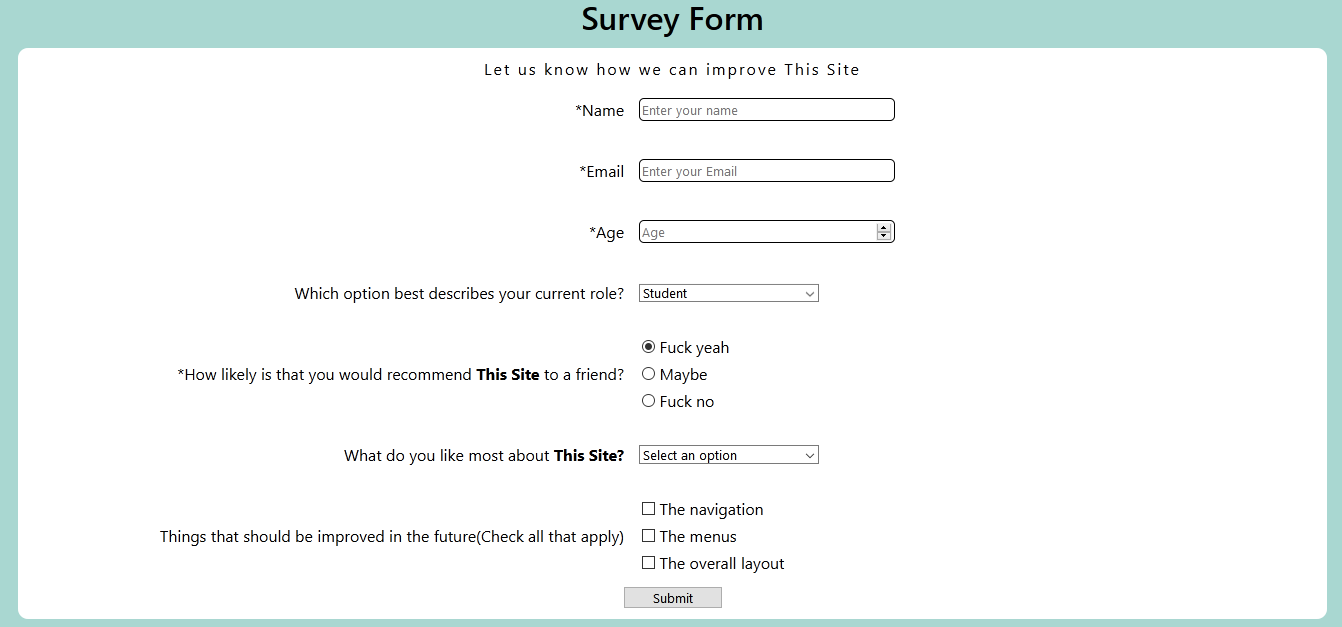 Survey Form
Let us know how we can improve This Site
*Name Enter your name
*Email Enter your Email
*Age Age
Which option best describes your current role? Student
Fuck yeah
*How likely is that you would recommend This Site to a friend? Maybe
Fuck no
What do you like most about This Site? Select an option
The navigation
Things that should be improved in the future(Check all that apply) The menus
The overall layout
Submit